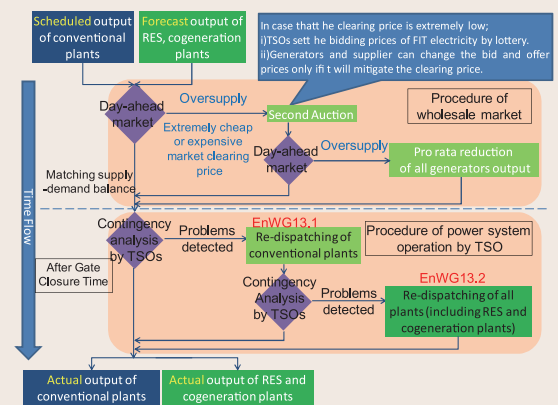 Scheduled output
of conventional
plants
Forecast output of
RES, cogeneration
plants
In case thatt he clearing price is extremely low;
i)TSOs sett he bidding prices of FIT electricity by lottery.
ii)Generators and supplier can change the bid and offer
prices only if t will mitigate the clearing price.
Day-ahead
market
Oversupply
Extremely cheap
or expensive
market clearing
price
Second Auction
Procedure of
wholesale market
Day-ahead
market
Oversupply
Pro rata reduction
of all generators output
Matching supply
-demand balance
Time Flow
Contingency
analysis
by TSOs
Problems
detected
EnWG13.1
Re-dispatching of
conventional plants
Procedure of power system
operation by TSO
After Gate
Closure Time
Contingency
Analysis
by TSOs
Problems
detected
EnWG13.2
Re-dispatching of all
plants (including RES and
cogeneration plants)
Actual output of
conventional plants
Actual output of RES and
cogeneration plants